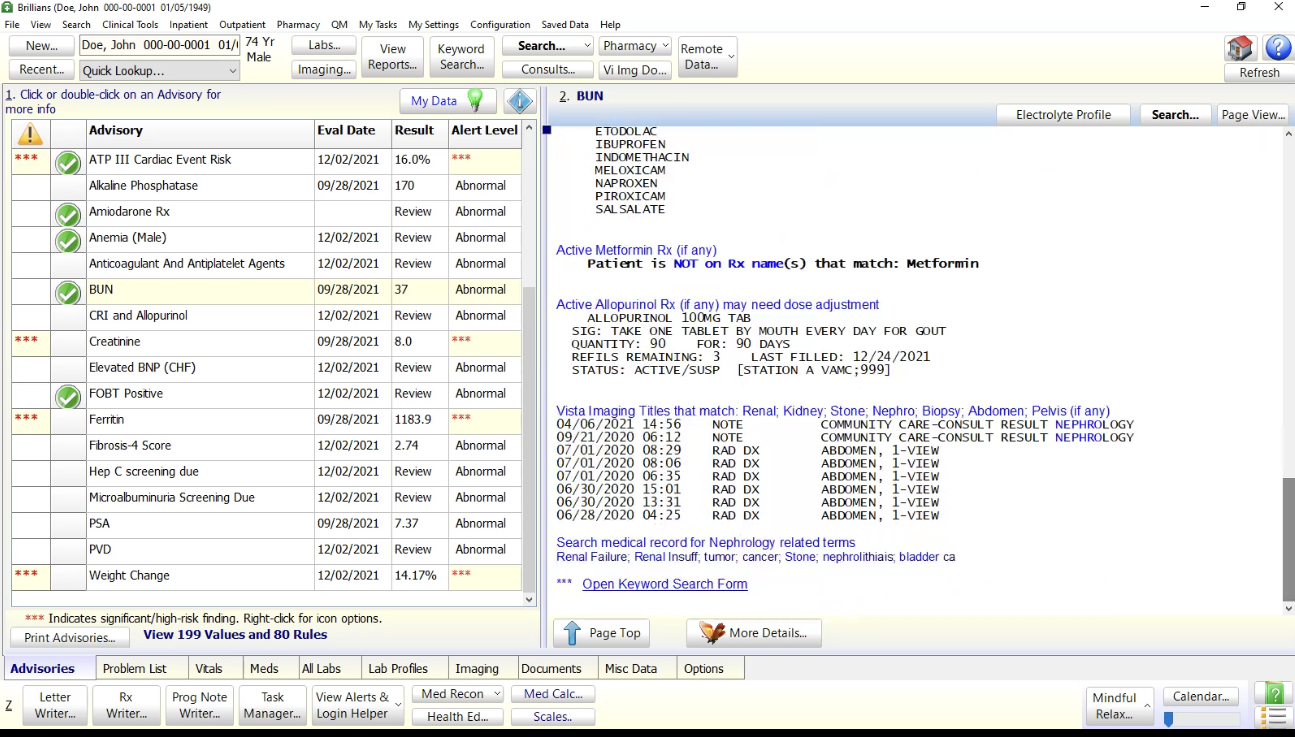 Brillians (Doe, John 000-00-0001 01/05/1949)
File View Search Clinical Tools Inpatient Outpatient Pharmacy QM My Tasks My Settings Configuration Saved Data Help
New... Doe, John 000-00-0001 01/ 74 Yr Male Labs... View Reports... Keyword Search... Search... Pharmacy Remote Data...
Recent... Quick Lookup... Imaging... Consults... Vi Img Do... Refresh
1. Click or double-click on an Advisory for
more info
My Data
Advisory Eval Date Result Alert Level
*** ATP III Cardiac Event Risk 12/02/2021 16.0% ***
Alkaline Phosphatase 09/28/2021 170 Abnormal
Amiodarone Rx Review Abnormal
Anemia (Male) 12/02/2021 Review Abnormal
Anticoagulant And Antiplatelet Agents 12/02/2021 Review Abnormal
BUN 09/28/2021 37 Abnormal
CRI and Allopurinol 12/02/2021 Review Abnormal
*** Creatinine 09/28/2021 8.0 ***
Elevated BNP (CHF) 12/02/2021 Review Abnormal
FOBT Positive 12/02/2021 Review Abnormal
*** Ferritin 09/28/2021 1183.9 ***
Fibrosis-4 Score 12/02/2021 2.74 Abnormal
Hep C screening due 12/02/2021 Review Abnormal
Microalbuminuria Screening Due 12/02/2021 Review Abnormal
PSA 09/28/2021 7.37 Abnormal
PVD 12/02/2021 Review Abnormal
*** Weight Change 12/02/2021 14.17% ***
*** Indicates significant/high-risk finding. Right-click for icon options.
Print Advisories... View 199 Values and 80 Rules
2. BUN
Electrolyte Profile Search... Page View...
ETODOLAC
IBUPROFEN
INDOMETHACIN
MELOXICAM
NAPROXEN
PIROXICAM
SALSALATE
Active Metformin Rx (if any)
Patient is NOT on Rx name(s) that match: Metformin
Active Allopurinol Rx (if any) may need dose adjustment
ALLOPURINOL 100MG TAB
SIG: TAKE ONE TABLET BY MOUTH EVERY DAY FOR GOUT
QUANTITY: 90 FOR: 90 DAYS
REFILS REMAINING: 3 LAST FILLED: 12/24/2021
STATUS: ACTIVE/SUSP [STATION A VAMC;999]
Vista Imaging Titles that match: Renal; Kidney; Stone; Nephro; Biopsy; Abdomen; Pelvis (if any)
04/06/2021 14:56 NOTE COMMUNITY CARE-CONSULT RESULT NEPHROLOGY
09/21/2020 06:12 NOTE COMMUNITY CARE-CONSULT RESULT NEPHROLOGY
07/01/2020 08:29 RAD DX ABDOMEN, 1-VIEW
07/01/2020 08:06 RAD DX ABDOMEN, 1-VIEW
07/01/2020 06:35 RAD DX ABDOMEN, 1-VIEW
06/30/2020 15:01 RAD DX ABDOMEN, 1-VIEW
06/30/2020 13:31 RAD DX ABDOMEN, 1-VIEW
06/28/2020 04:25 RAD DX ABDOMEN, 1-VIEW
Search medical record for Nephrology related terms
Renal Failure; Renal Insuff; tumor; cancer; Stone; nephrolithiais; bladder ca
*** Open Keyword Search Form
Page Top More Details...
Advisories Problem List Vitals Meds All Labs Lab Profiles Imaging Documents Misc Data Options
Z Letter Writer... Rx Writer... Prog Note Writer... Task Manager... View Alerts & Login Helper Med Recon Med Calc... Mindful Relax... Calendar...
Health Ed... Scales..